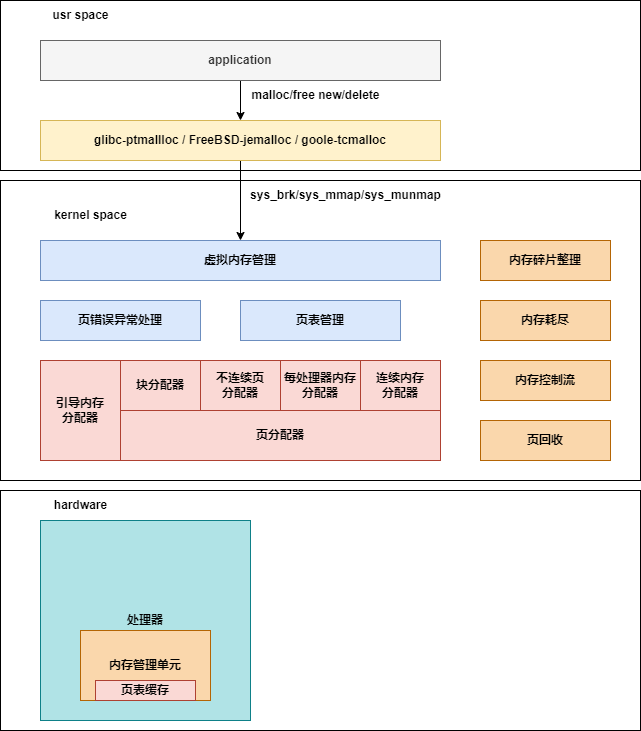 usr space
application
malloc/free new/delete
glibc-ptmallloc / FreeBSD-jemalloc / goole-tcmalloc
sys_brk/sys_mmap/sys_munmap
kernel space
虚拟内存管理
内存碎片整理
页错误异常处理
页表管理
内存耗尽
引导内存
分配器
块分配器
不连续页
分配器
每处理器内存
分配器
连续内存
分配器
内存控制流
页分配器
页回收
hardware
处理器
内存管理单元
页表缓存